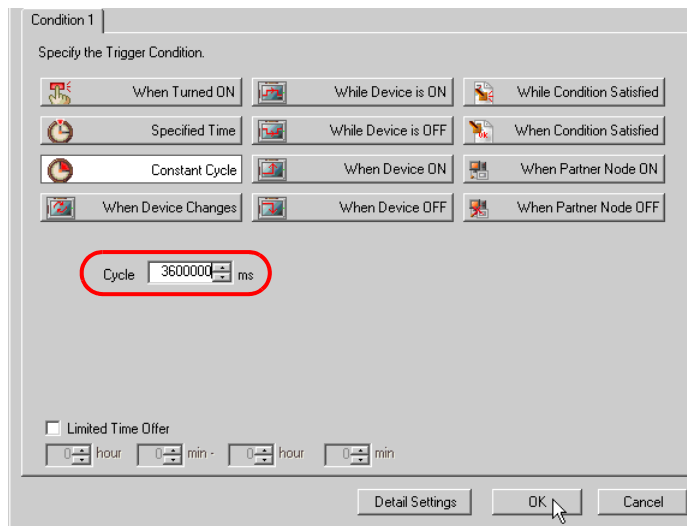 Condition 1
Specify the Trigger Condition.
When Turned ON While Device is ON While Condition Satisfied
Specified Time While Device is OFF When Condition Satisfied
Constant Cycle When Device ON When Partner Node ON
When Device Changes When Device OFF When Partner Node OFF
Cycle 3600000 ms
Limited Time Offer
0 hour 0 min - 0 hour 0 min
Detail Settings OK Cancel